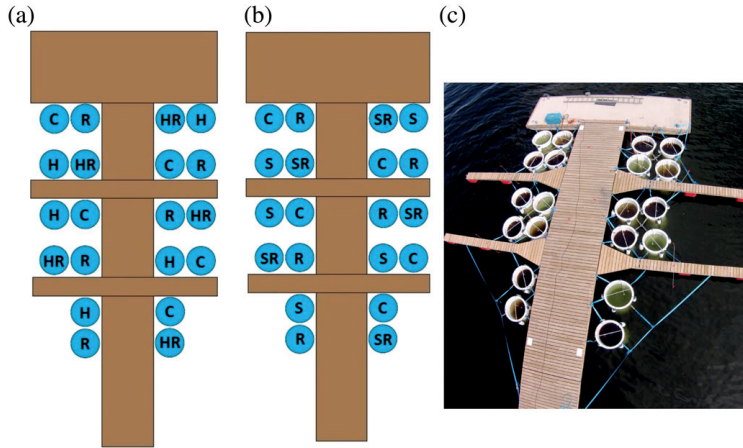 (a) (b) (c)
C R HR H C R SR S
H HR C R S SR C R
H C R HR S C R SR
HR R H C SR R S C
H C S C
R HR R SR